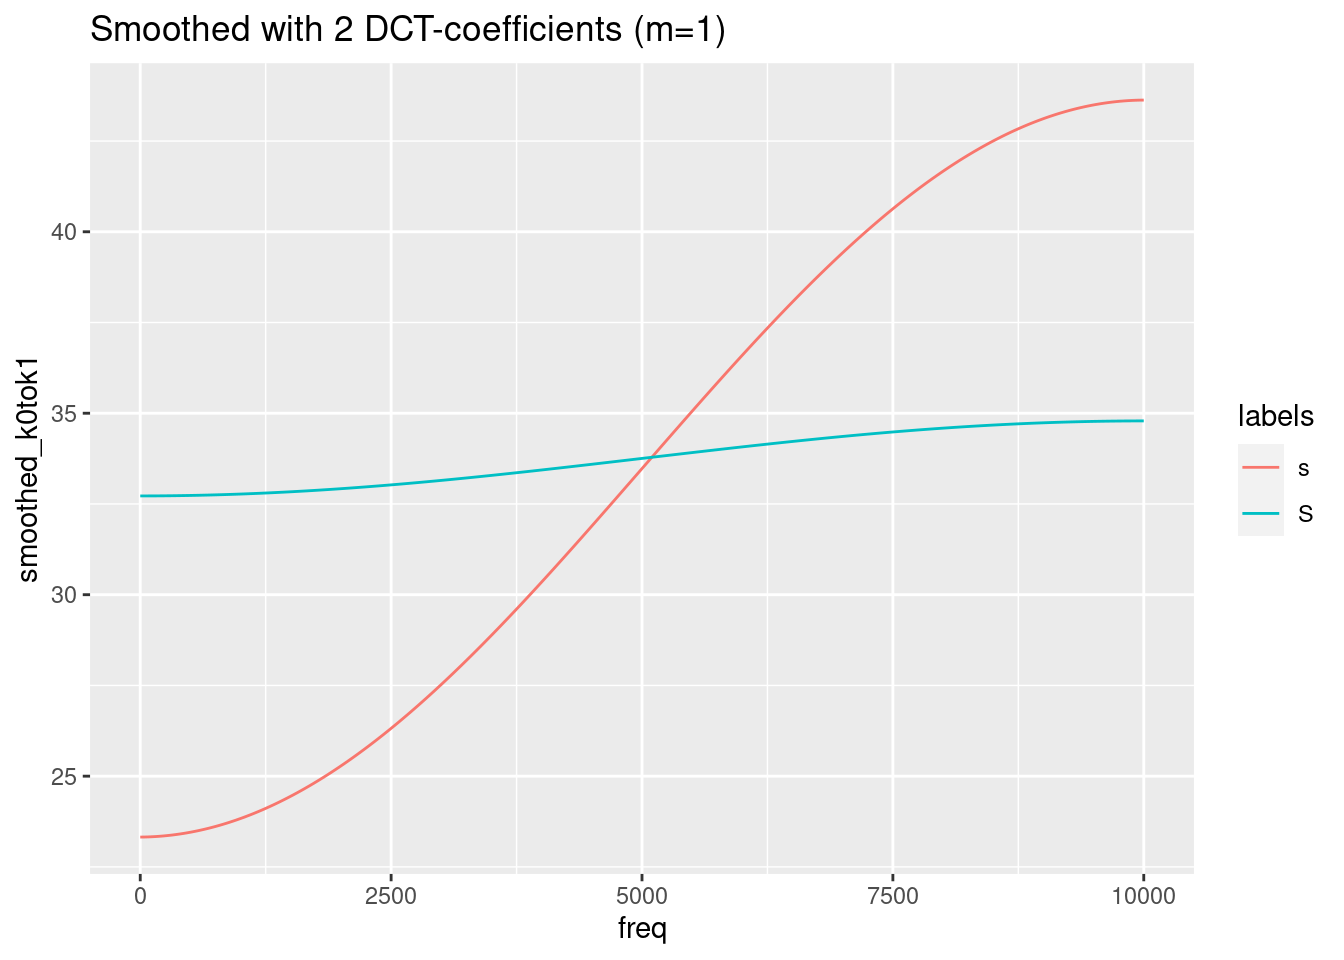 Smoothed with 2 DCT-coefficients (m=1)
smoothed_k0tok1
40
35
30
25
0 2500 5000 7500 10000
freq
labels
s
S